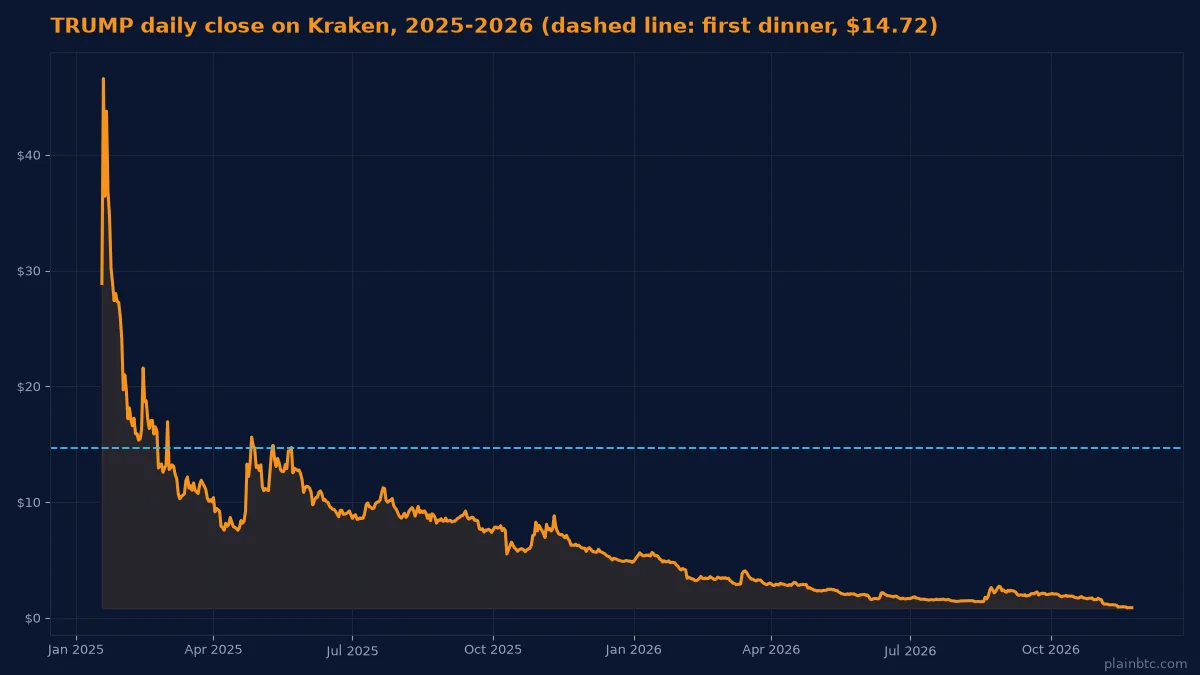 TRUMP daily close on Kraken, 2025-2026 (dashed line: first dinner, $14.72)
$40
$30
$20
$10
$0
Jan 2025 Apr 2025 Jul 2025 Oct 2025 Jan 2026 Apr 2026 Jul 2026 Oct 2026
plainbtc.com